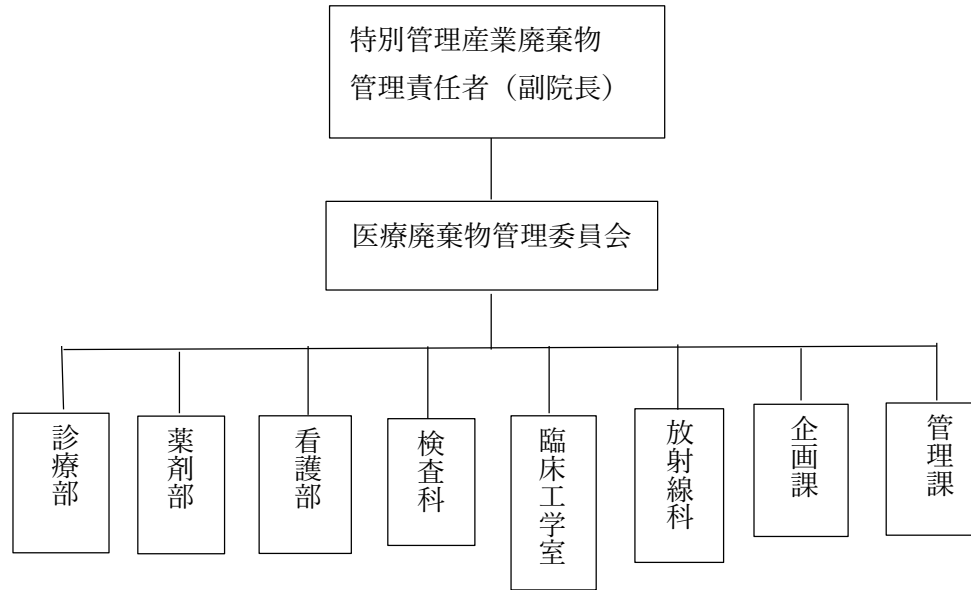 特別管理産業廃棄物
管理責任者（副院長）
医療廃棄物管理委員会
診療部
薬剤部
看護部
検査科
臨床工学室
放射線科
企画課
管理課